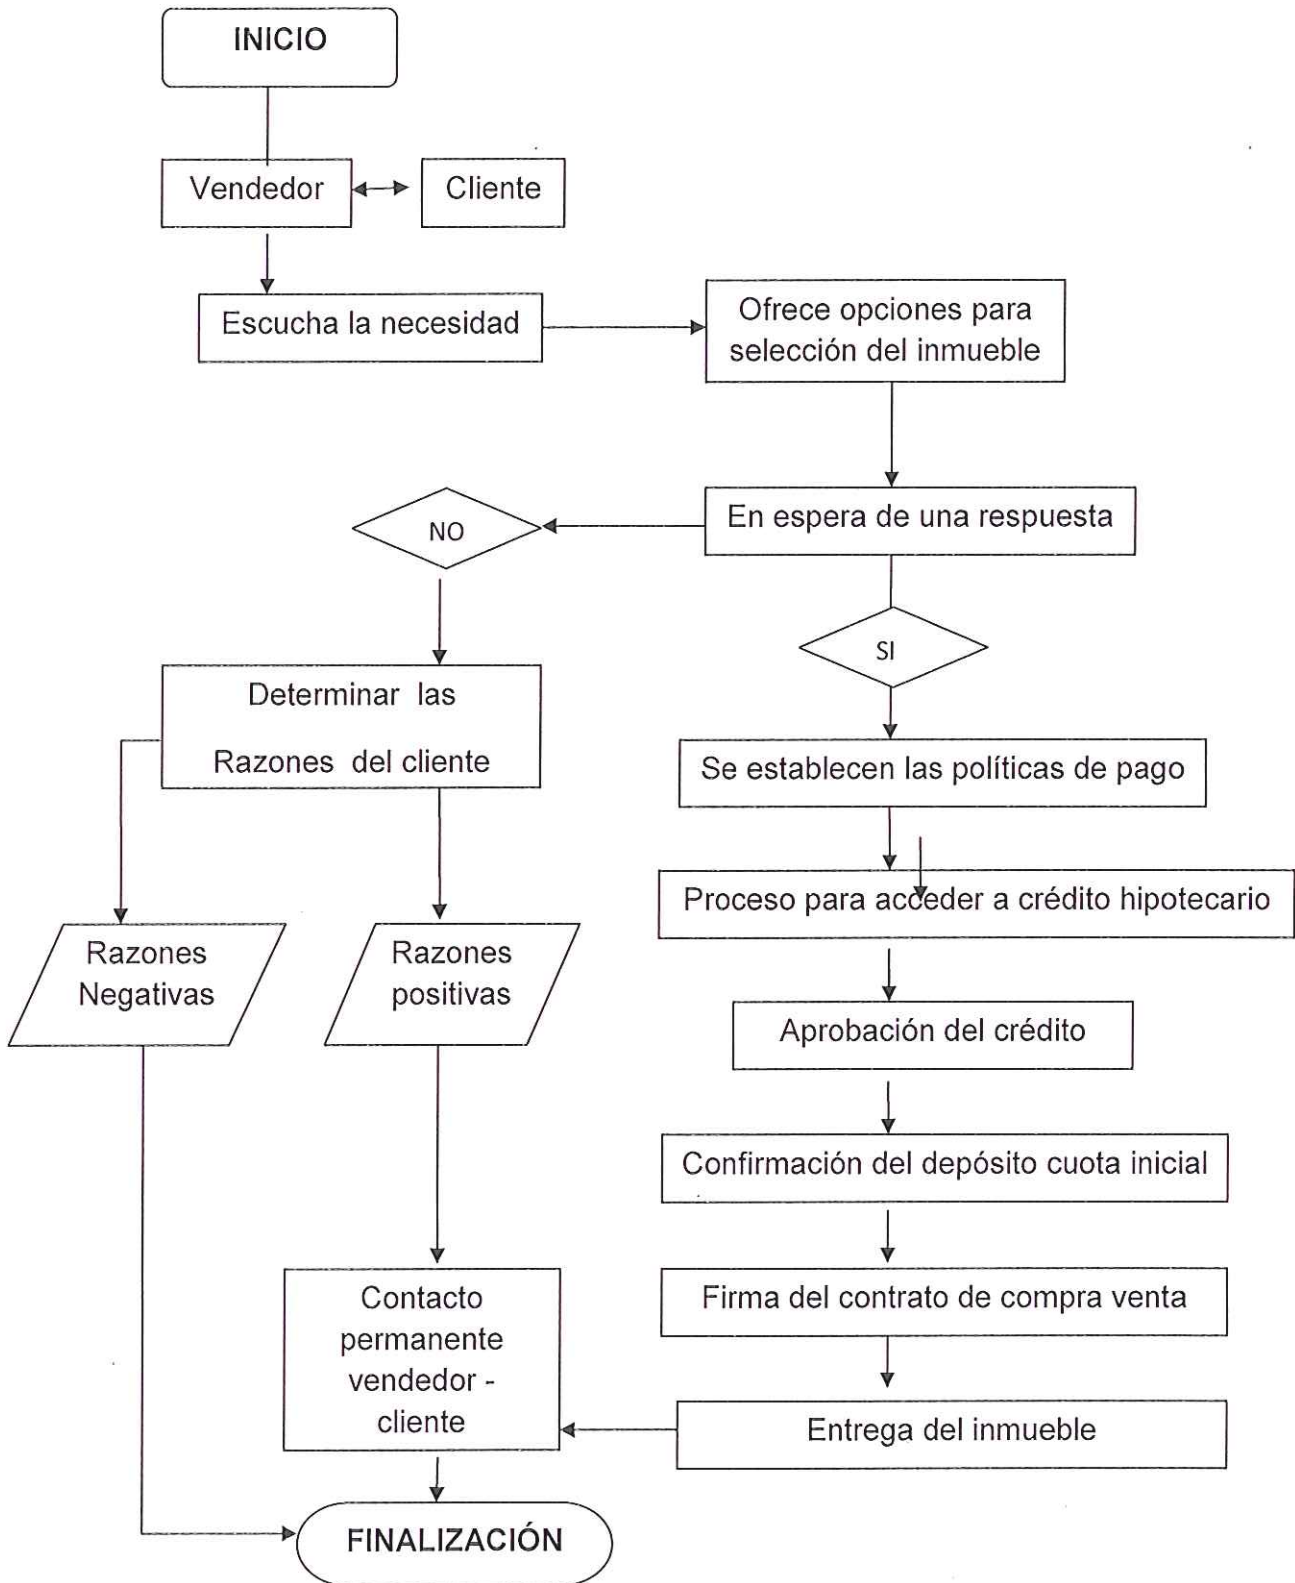 INICIO
Vendedor
Cliente
Escucha la necesidad
Ofrece opciones para
selección del inmueble
En espera de una respuesta
NO
SI
Determinar las
Razones del cliente
Se establecen las políticas de pago
Proceso para acceder a crédito hipotecario
Razones
Negativas
Razones
positivas
Aprobación del crédito
Confirmación del depósito cuota inicial
Firma del contrato de compra venta
Contacto
permanente
vendedor -
cliente
Entrega del inmueble
FINALIZACIÓN